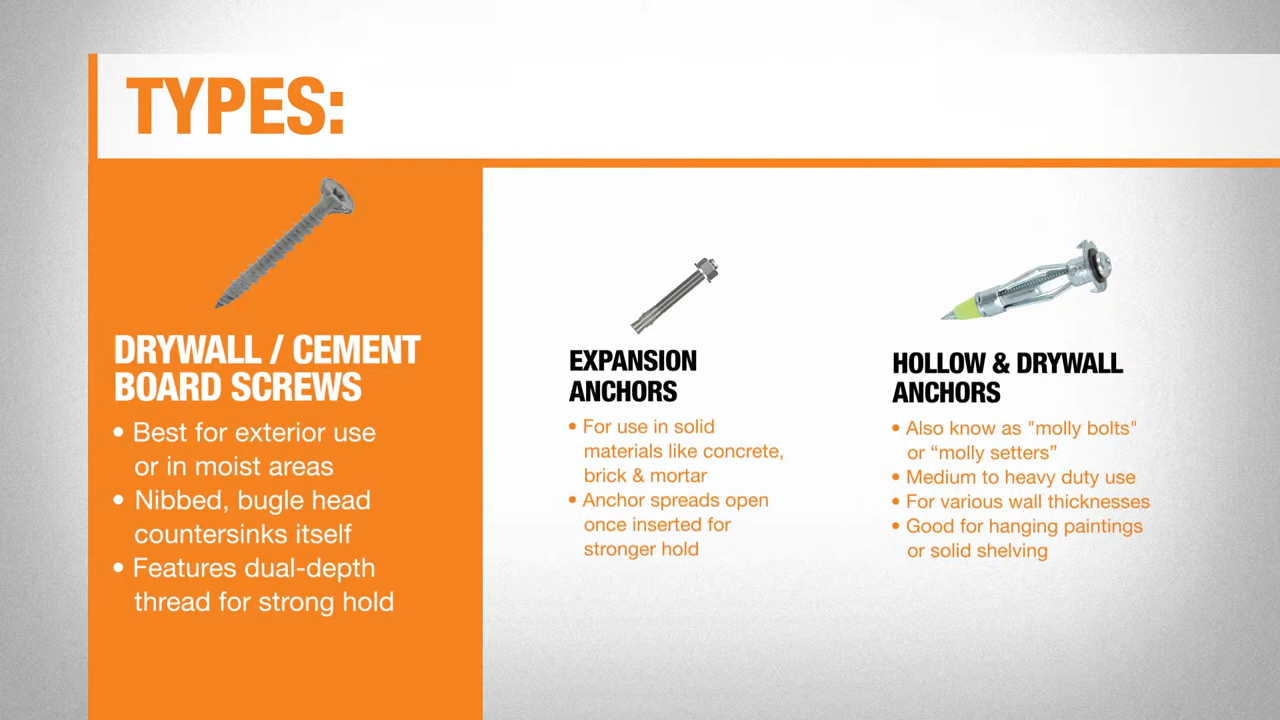 TYPES:
DRYWALL / CEMENT
BOARD SCREWS
• Best for exterior use
or in moist areas
• Nibbed, bugle head
countersinks itself
• Features dual-depth
thread for strong hold
EXPANSION
ANCHORS
• For use in solid
materials like concrete,
brick & mortar
• Anchor spreads open
once inserted for
stronger hold
HOLLOW & DRYWALL
ANCHORS
• Also know as "molly bolts"
or “molly setters”
• Medium to heavy duty use
• For various wall thicknesses
• Good for hanging paintings
or solid shelving